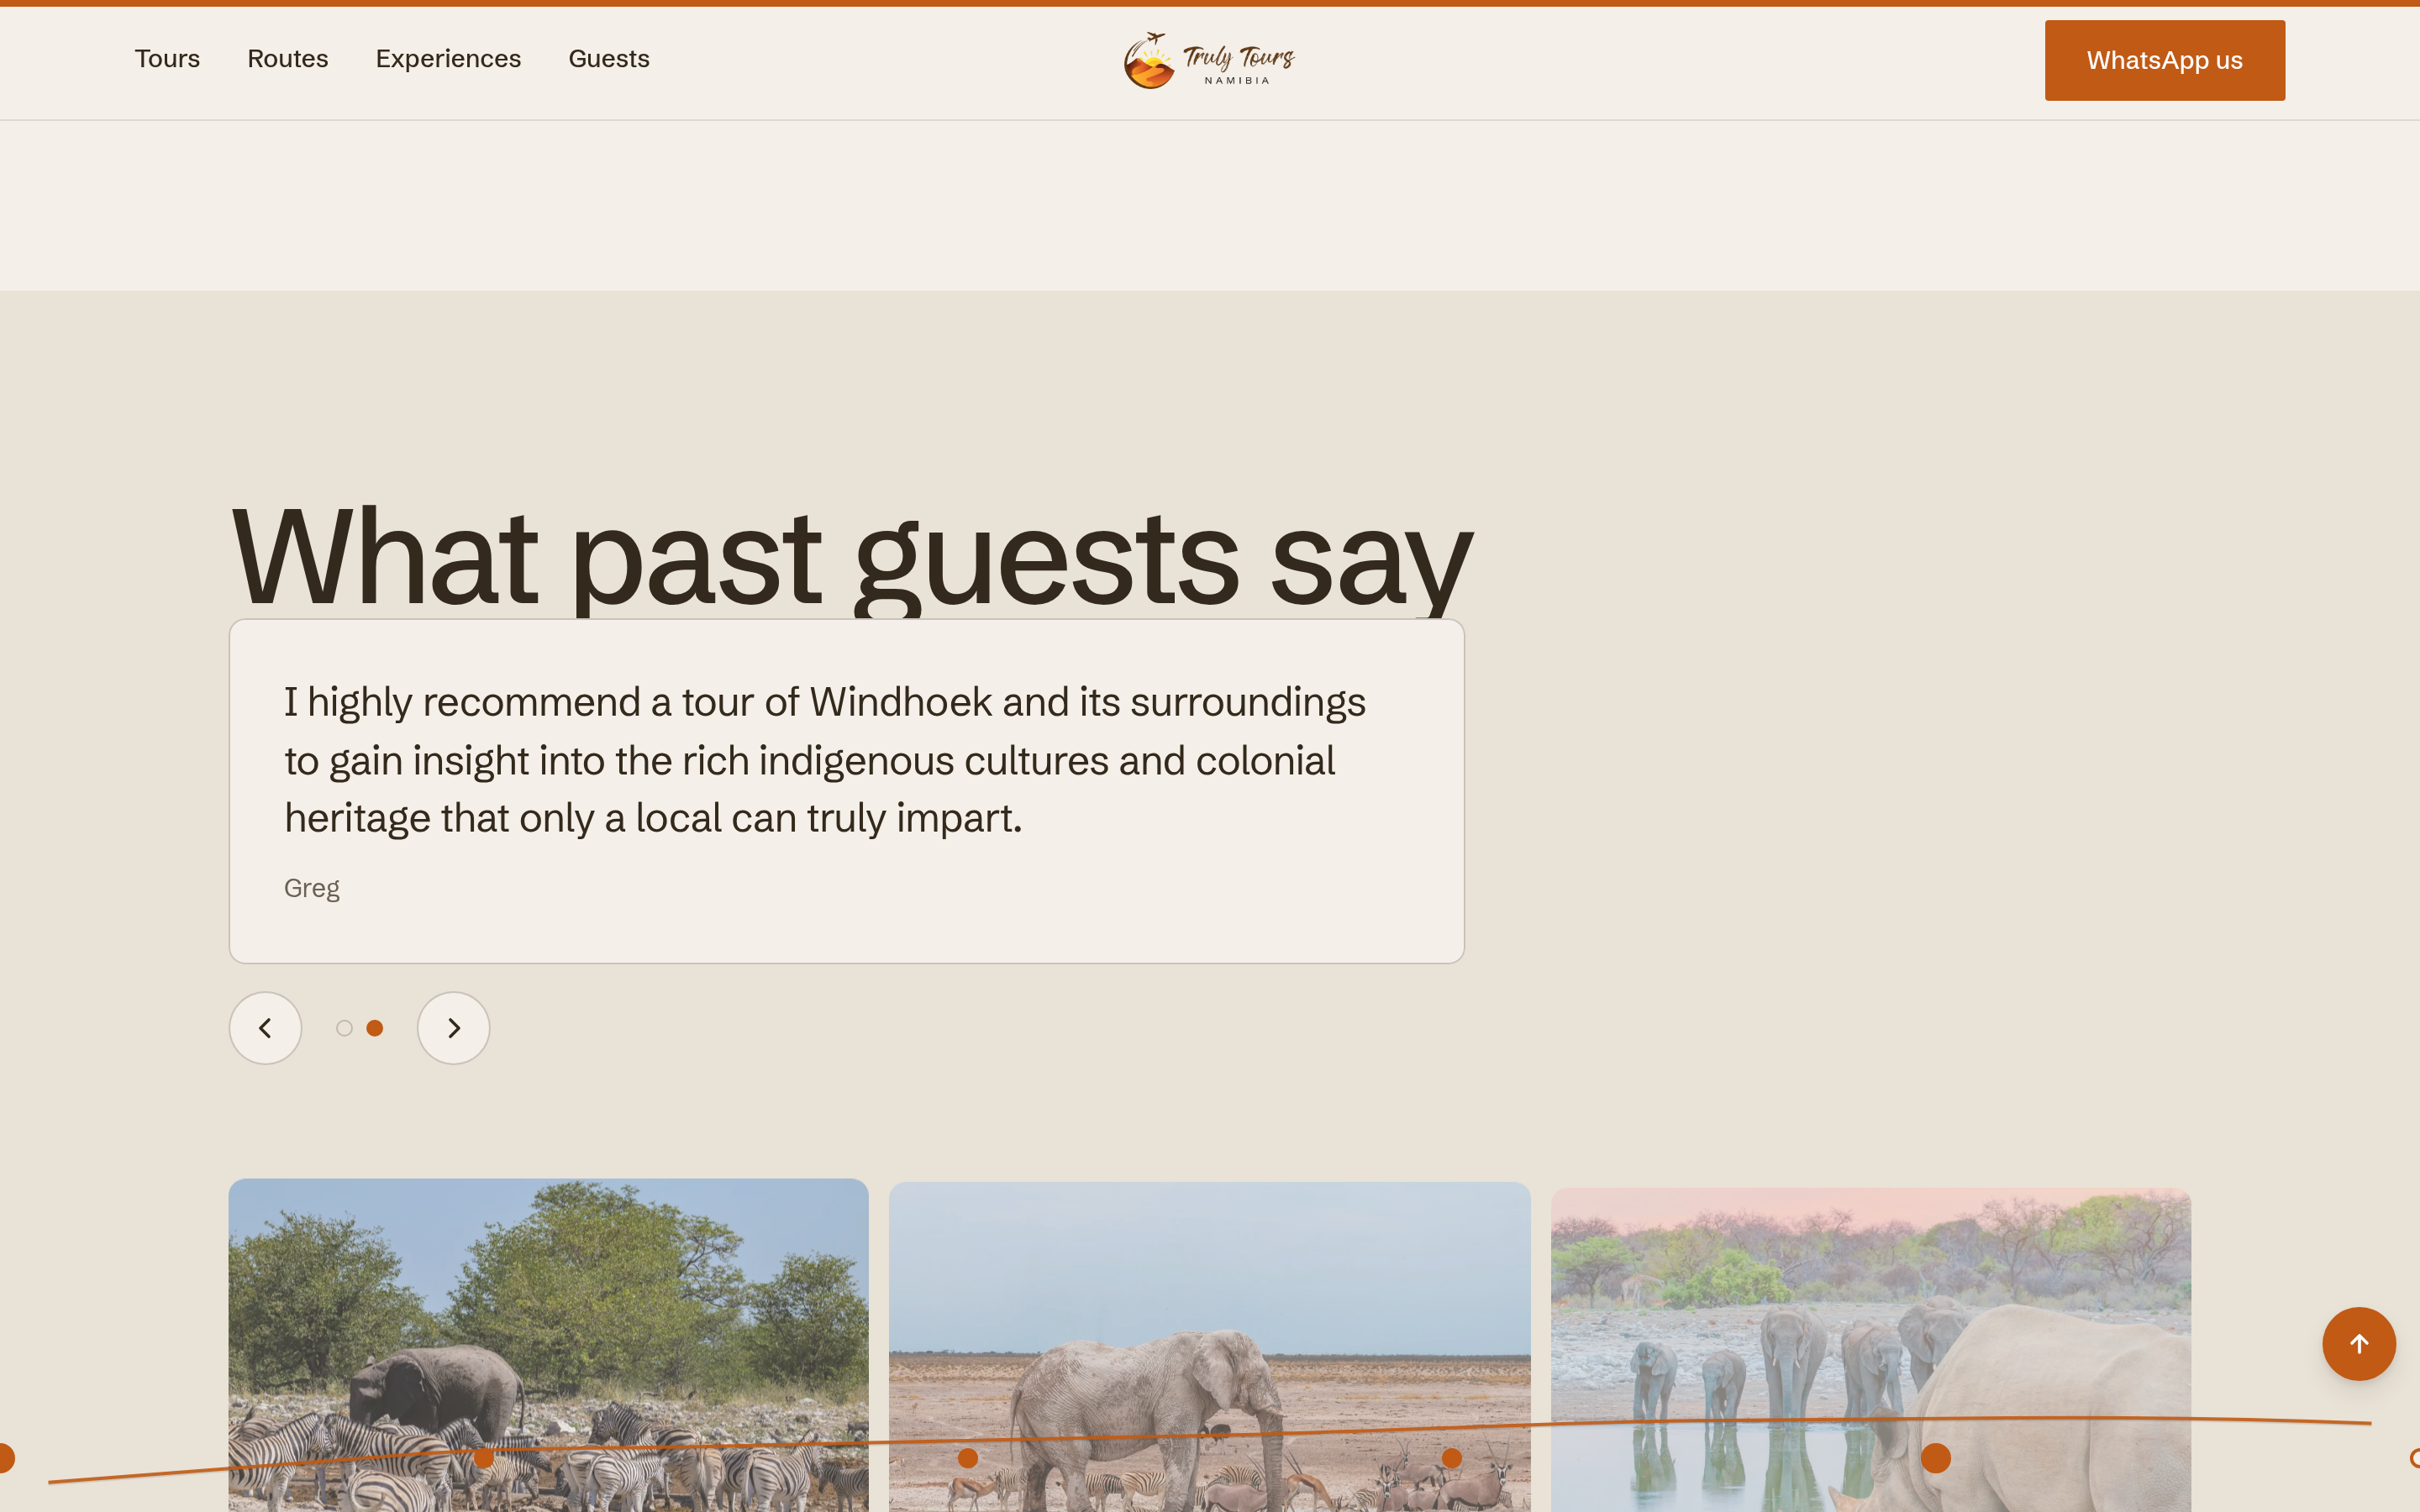 Tours
Routes
Experiences
Guests
Truly Tours
NAMIBIA
WhatsApp us
What past guests say
I highly recommend a tour of Windhoek and its surroundings
to gain insight into the rich indigenous cultures and colonial
heritage that only a local can truly impart.
Greg